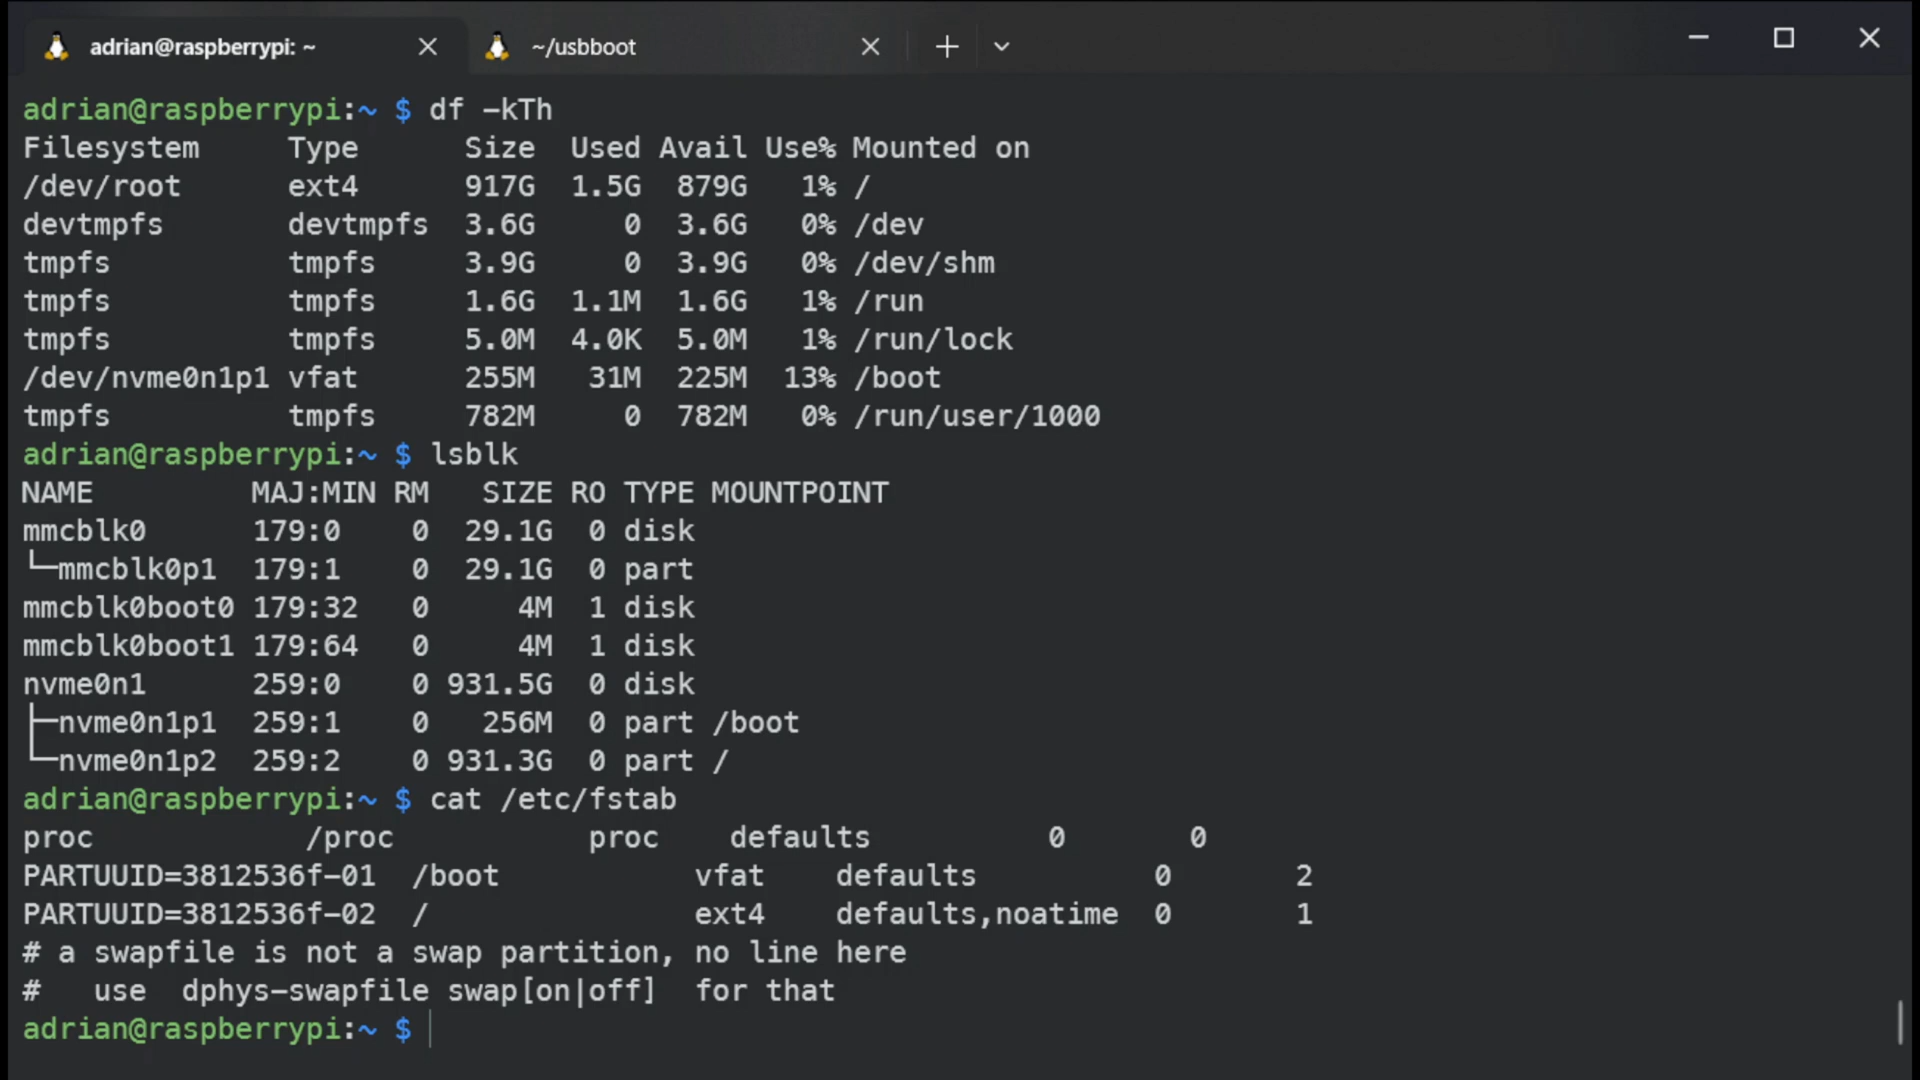 adrian@raspberrypi: ~
~/usbboot
adrian@raspberrypi:~ $ df -kTh
Filesystem     Type      Size  Used Avail Use% Mounted on
/dev/root      ext4      917G  1.5G  879G   1% /
devtmpfs       devtmpfs  3.6G     0  3.6G   0% /dev
tmpfs          tmpfs     3.9G     0  3.9G   0% /dev/shm
tmpfs          tmpfs     1.6G  1.1M  1.6G   1% /run
tmpfs          tmpfs     5.0M  4.0K  5.0M   1% /run/lock
/dev/nvme0n1p1 vfat      255M   31M  225M  13% /boot
tmpfs          tmpfs     782M     0  782M   0% /run/user/1000
adrian@raspberrypi:~ $ lsblk
NAME         MAJ:MIN RM   SIZE RO TYPE MOUNTPOINT
mmcblk0      179:0    0  29.1G  0 disk
└─mmcblk0p1  179:1    0  29.1G  0 part
mmcblk0boot0 179:32   0     4M  1 disk
mmcblk0boot1 179:64   0     4M  1 disk
nvme0n1      259:0    0 931.5G  0 disk
├─nvme0n1p1  259:1    0   256M  0 part /boot
└─nvme0n1p2  259:2    0 931.3G  0 part /
adrian@raspberrypi:~ $ cat /etc/fstab
proc            /proc           proc    defaults          0       0
PARTUUID=3812536f-01  /boot           vfat    defaults          0       2
PARTUUID=3812536f-02  /               ext4    defaults,noatime  0       1
# a swapfile is not a swap partition, no line here
#   use  dphys-swapfile swap[on|off]  for that
adrian@raspberrypi:~ $